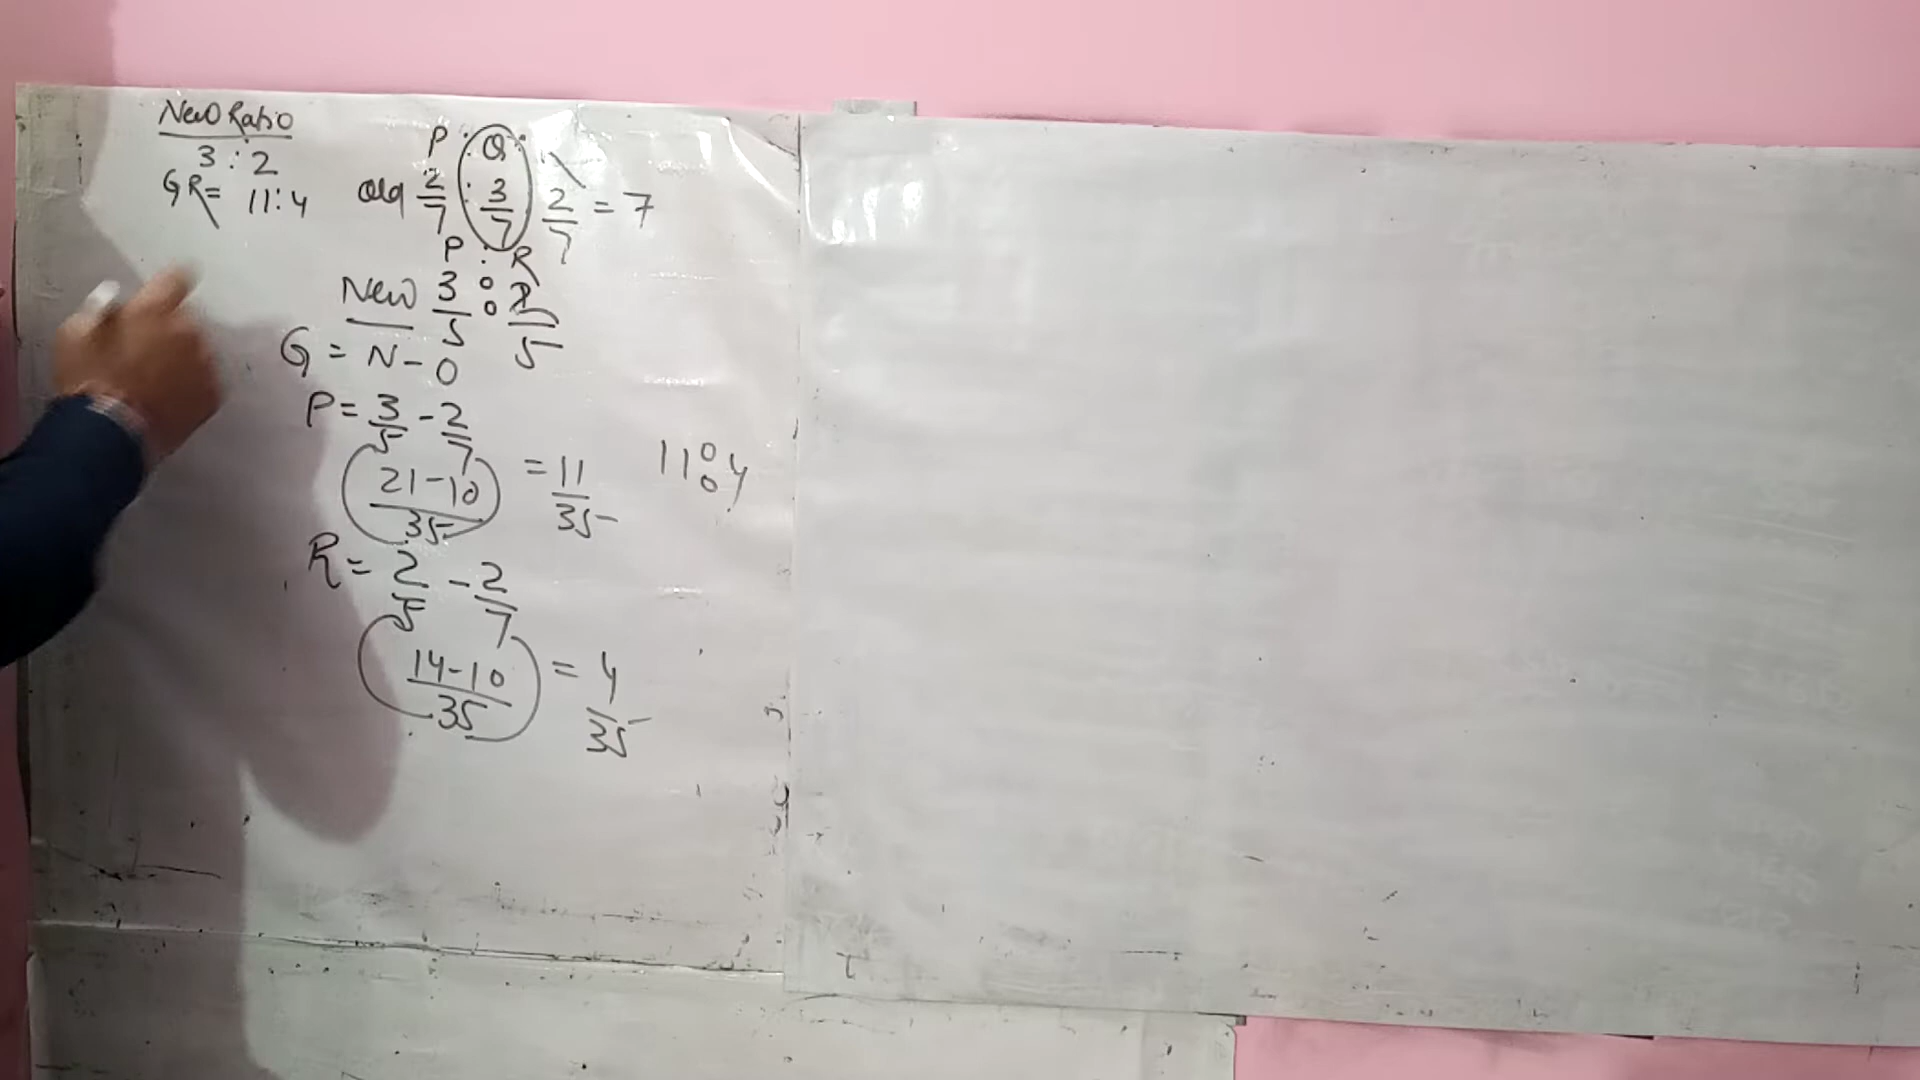 New Ratio
3 : 2
GR = 11:4
P : Q :
Old 2/7 : 3/7 2/7 = 7
P : R
New 3/5 : 2/5
G = N - O
P = 3/5 - 2/7
21-10/35 = 11/35
11 : 4
R = 2/5 - 2/7
14-10/35 = 4/35